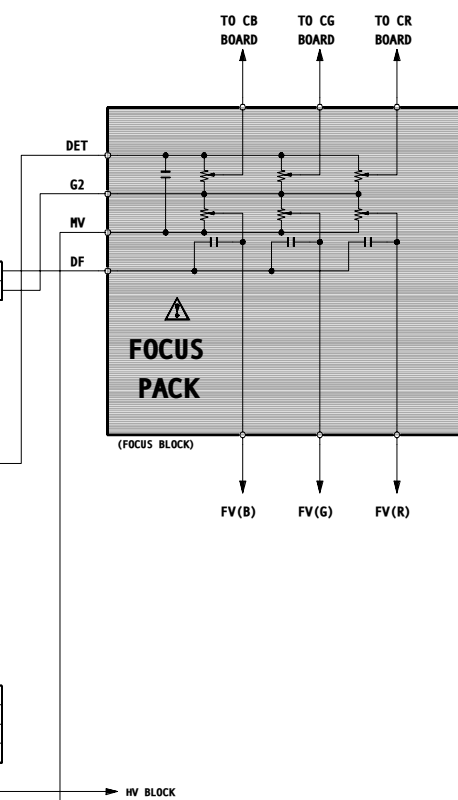 TO CB
BOARD
TO CG
BOARD
TO CR
BOARD
DET
G2
MV
DF
FOCUS
PACK
(FOCUS BLOCK)
FV(B)
FV(G)
FV(R)
HV BLOCK